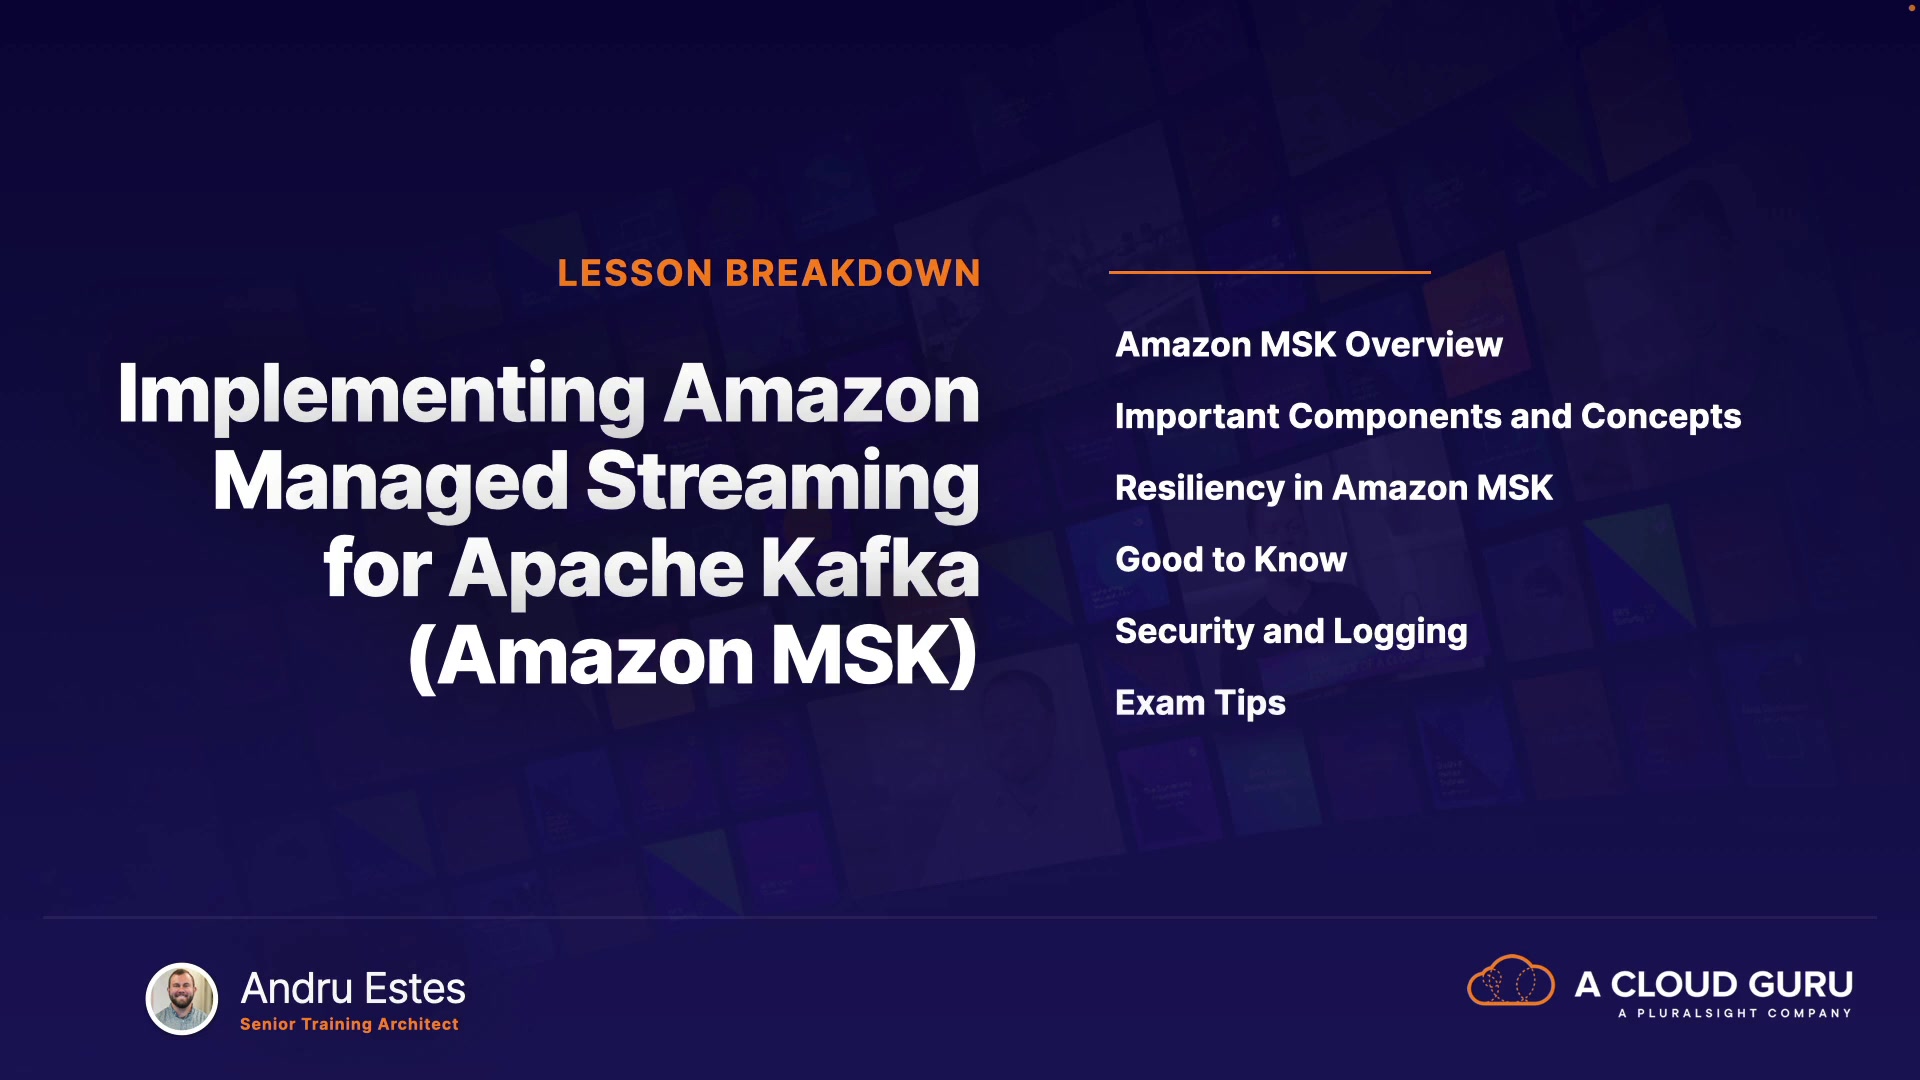 LESSON BREAKDOWN
Implementing Amazon
Managed Streaming
for Apache Kafka
(Amazon MSK)
Amazon MSK Overview
Important Components and Concepts
Resiliency in Amazon MSK
Good to Know
Security and Logging
Exam Tips
Andru Estes
Senior Training Architect
A CLOUD GURU
A PLURALSIGHT COMPANY